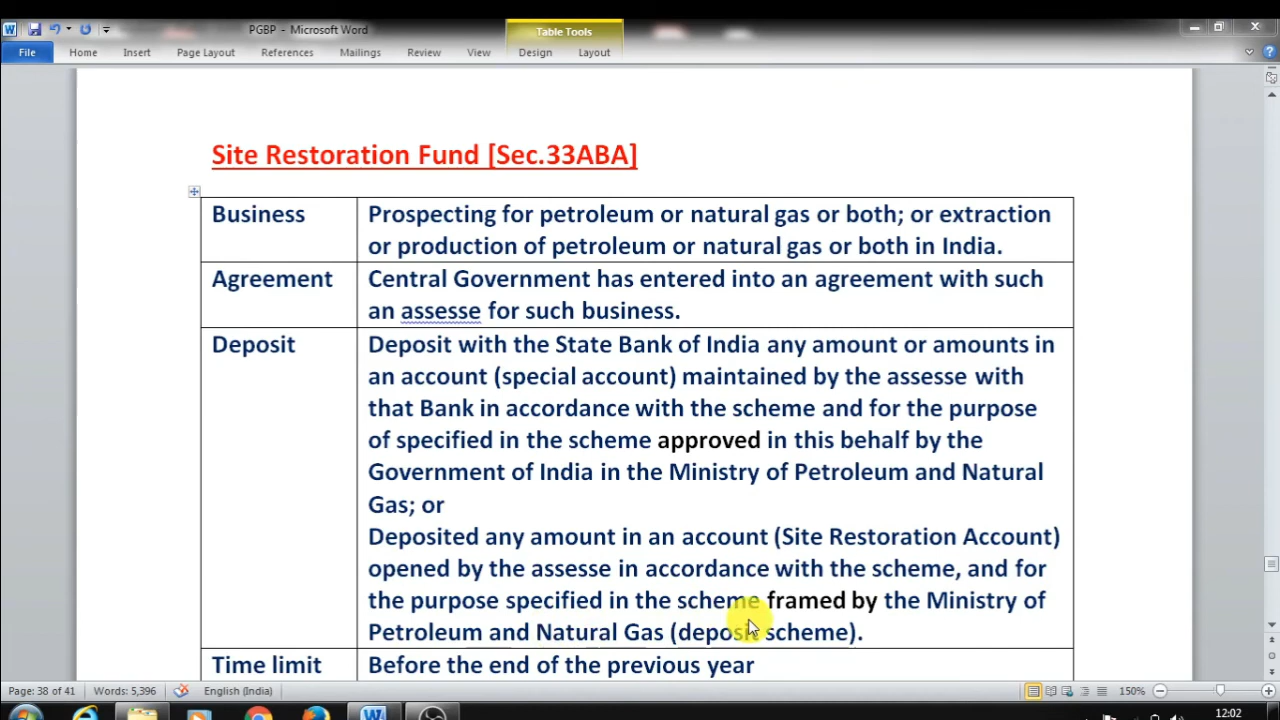 PGBP - Microsoft Word
Table Tools
File Home Insert Page Layout References Mailings Review View Design Layout
Site Restoration Fund [Sec.33ABA]
Business
Prospecting for petroleum or natural gas or both; or extraction
or production of petroleum or natural gas or both in India.
Agreement
Central Government has entered into an agreement with such
an assesse for such business.
Deposit
Deposit with the State Bank of India any amount or amounts in
an account (special account) maintained by the assesse with
that Bank in accordance with the scheme and for the purpose
of specified in the scheme approved in this behalf by the
Government of India in the Ministry of Petroleum and Natural
Gas; or
Deposited any amount in an account (Site Restoration Account)
opened by the assesse in accordance with the scheme, and for
the purpose specified in the scheme framed by the Ministry of
Petroleum and Natural Gas (deposit scheme).
Time limit
Before the end of the previous year
Page: 38 of 41 Words: 5,396 English (India) 150%
12:02